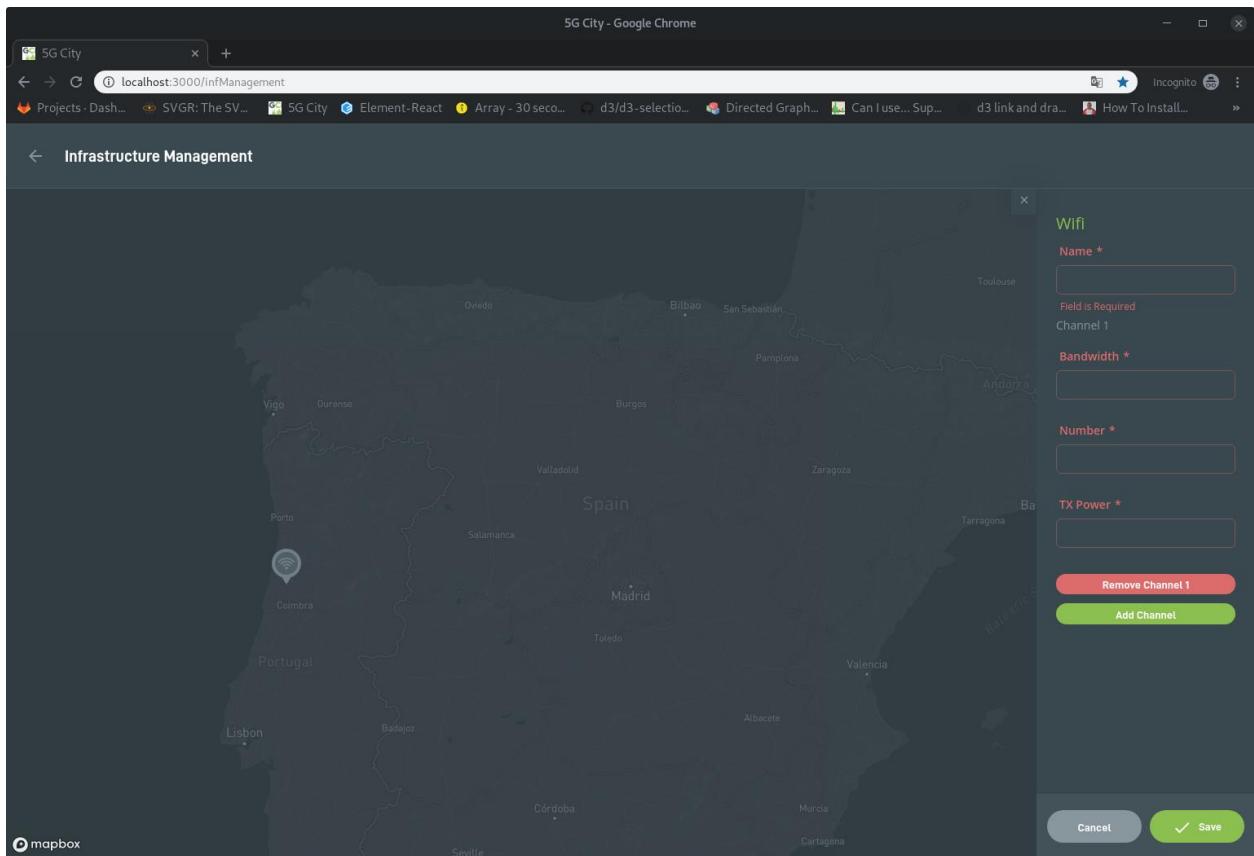 5G City - Google Chrome
5G City
localhost:3000/infManagement
Incognito
Projects · Dash...
SVGR: The SV...
5G City
Element-React
Array - 30 seco...
d3/d3-selectio...
Directed Graph...
Can I use... Sup...
d3 link and dra...
How To Install...
Infrastructure Management
Wifi
Name *
Field is Required
Channel 1
Bandwidth *
Number *
TX Power *
Remove Channel 1
Add Channel
Cancel
Save
Toulouse
Oviedo
Bilbao
San Sebastián
Pamplona
Andorra
Vigo
Ourense
Burgos
Valladolid
Zaragoza
Spain
Ba
Porto
Tarragona
Salamanca
Madrid
Coimbra
Balearic S
Toledo
Portugal
Valencia
Albacete
Lisbon
Badajoz
Córdoba
Murcia
Cartagena
Seville
mapbox